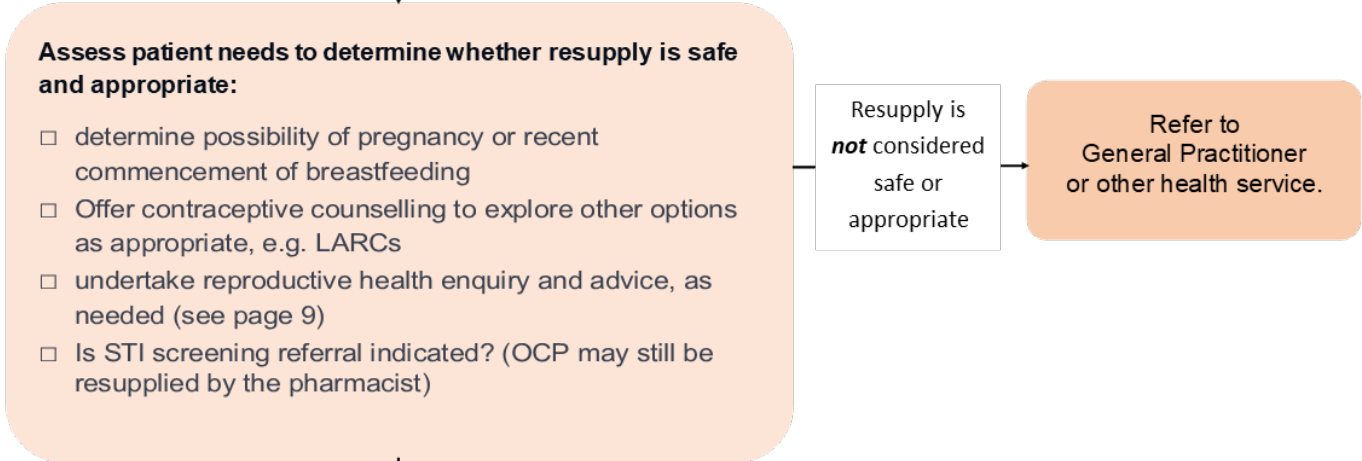 Assess patient needs to determine whether resupply is safe
and appropriate:
☐ determine possibility of pregnancy or recent
commencement of breastfeeding
☐ Offer contraceptive counselling to explore other options
as appropriate, e.g. LARCs
☐ undertake reproductive health enquiry and advice, as
needed (see page 9)
☐ Is STI screening referral indicated? (OCP may still be
resupplied by the pharmacist)
Resupply is
not considered
safe or
appropriate
Refer to
General Practitioner
or other health service.